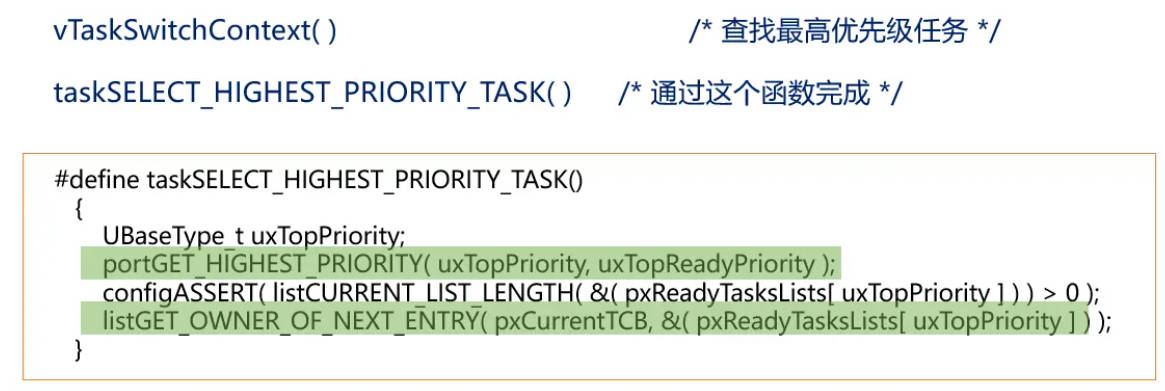 vTaskSwitchContext( ) /* 查找最高优先级任务 */
taskSELECT_HIGHEST_PRIORITY_TASK( ) /* 通过这个函数完成 */
#define taskSELECT_HIGHEST_PRIORITY_TASK()
{
UBaseType_t uxTopPriority;
portGET_HIGHEST_PRIORITY( uxTopPriority, uxTopReadyPriority );
configASSERT( listCURRENT_LIST_LENGTH( &( pxReadyTasksLists[ uxTopPriority ] ) ) > 0 );
listGET_OWNER_OF_NEXT_ENTRY( pxCurrentTCB, &( pxReadyTasksLists[ uxTopPriority ] ) );
}